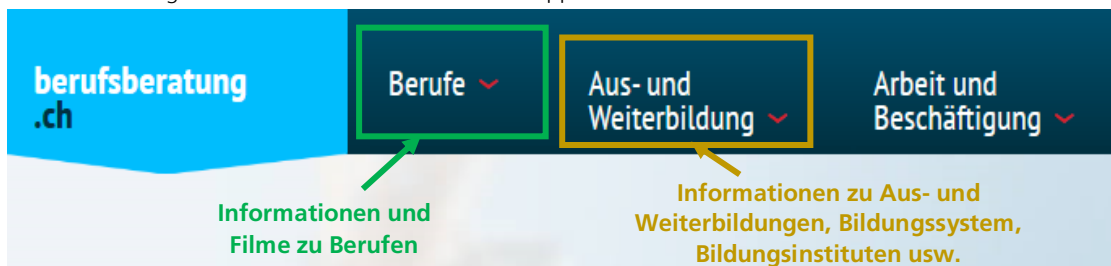 berufsberatung
.ch
Berufe
Aus- und
Weiterbildung
Arbeit und
Beschäftigung
Informationen und
Filme zu Berufen
Informationen zu Aus- und
Weiterbildungen, Bildungssystem,
Bildungsinstituten usw.